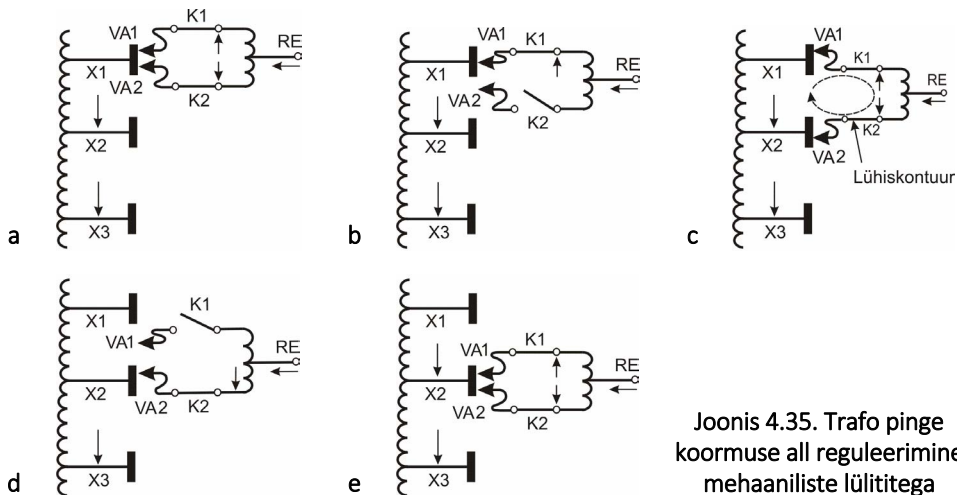 K1
VA1
RE
X1
VA2
K2
X2
X3
a
VA1
K1
X1
RE
VA2
K2
X2
X3
b
VA1
K1
X1
RE
K2
X2
VA2
Lühiskontuur
X3
c
K1
X1
VA1
RE
X2
VA2
K2
X3
d
X1
VA1
K1
RE
X2
VA2
K2
X3
e
Joonis 4.35. Trafo pinge
koormuse all reguleerimine
mehaaniliste lülititega